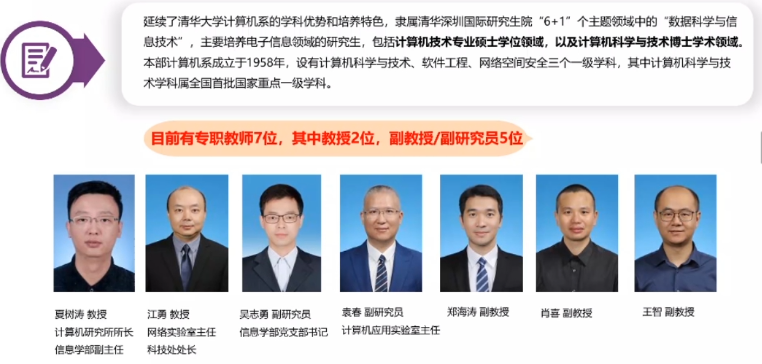 延续了清华大学计算机系的学科优势和培养特色，隶属清华深圳国际研究生院“6+1”个主题领域中的“数据科学与信
息技术”，主要培养电子信息领域的研究生，包括计算机技术专业硕士学位领域，以及计算机科学与技术博士学术领域。
本部计算机系成立于1958年，设有计算机科学与技术、软件工程、网络空间安全三个一级学科，其中计算机科学与技
术学科属全国首批国家重点一级学科。
目前有专职教师7位，其中教授2位，副教授/副研究员5位
夏树涛 教授
计算机研究所所长
信息学部副主任
江勇 教授
网络实验室主任
科技处处长
吴志勇 副研究员
信息学部党支部书记
袁春 副研究员
计算机应用实验室主任
郑海涛 副教授
肖喜 副教授
王智 副教授